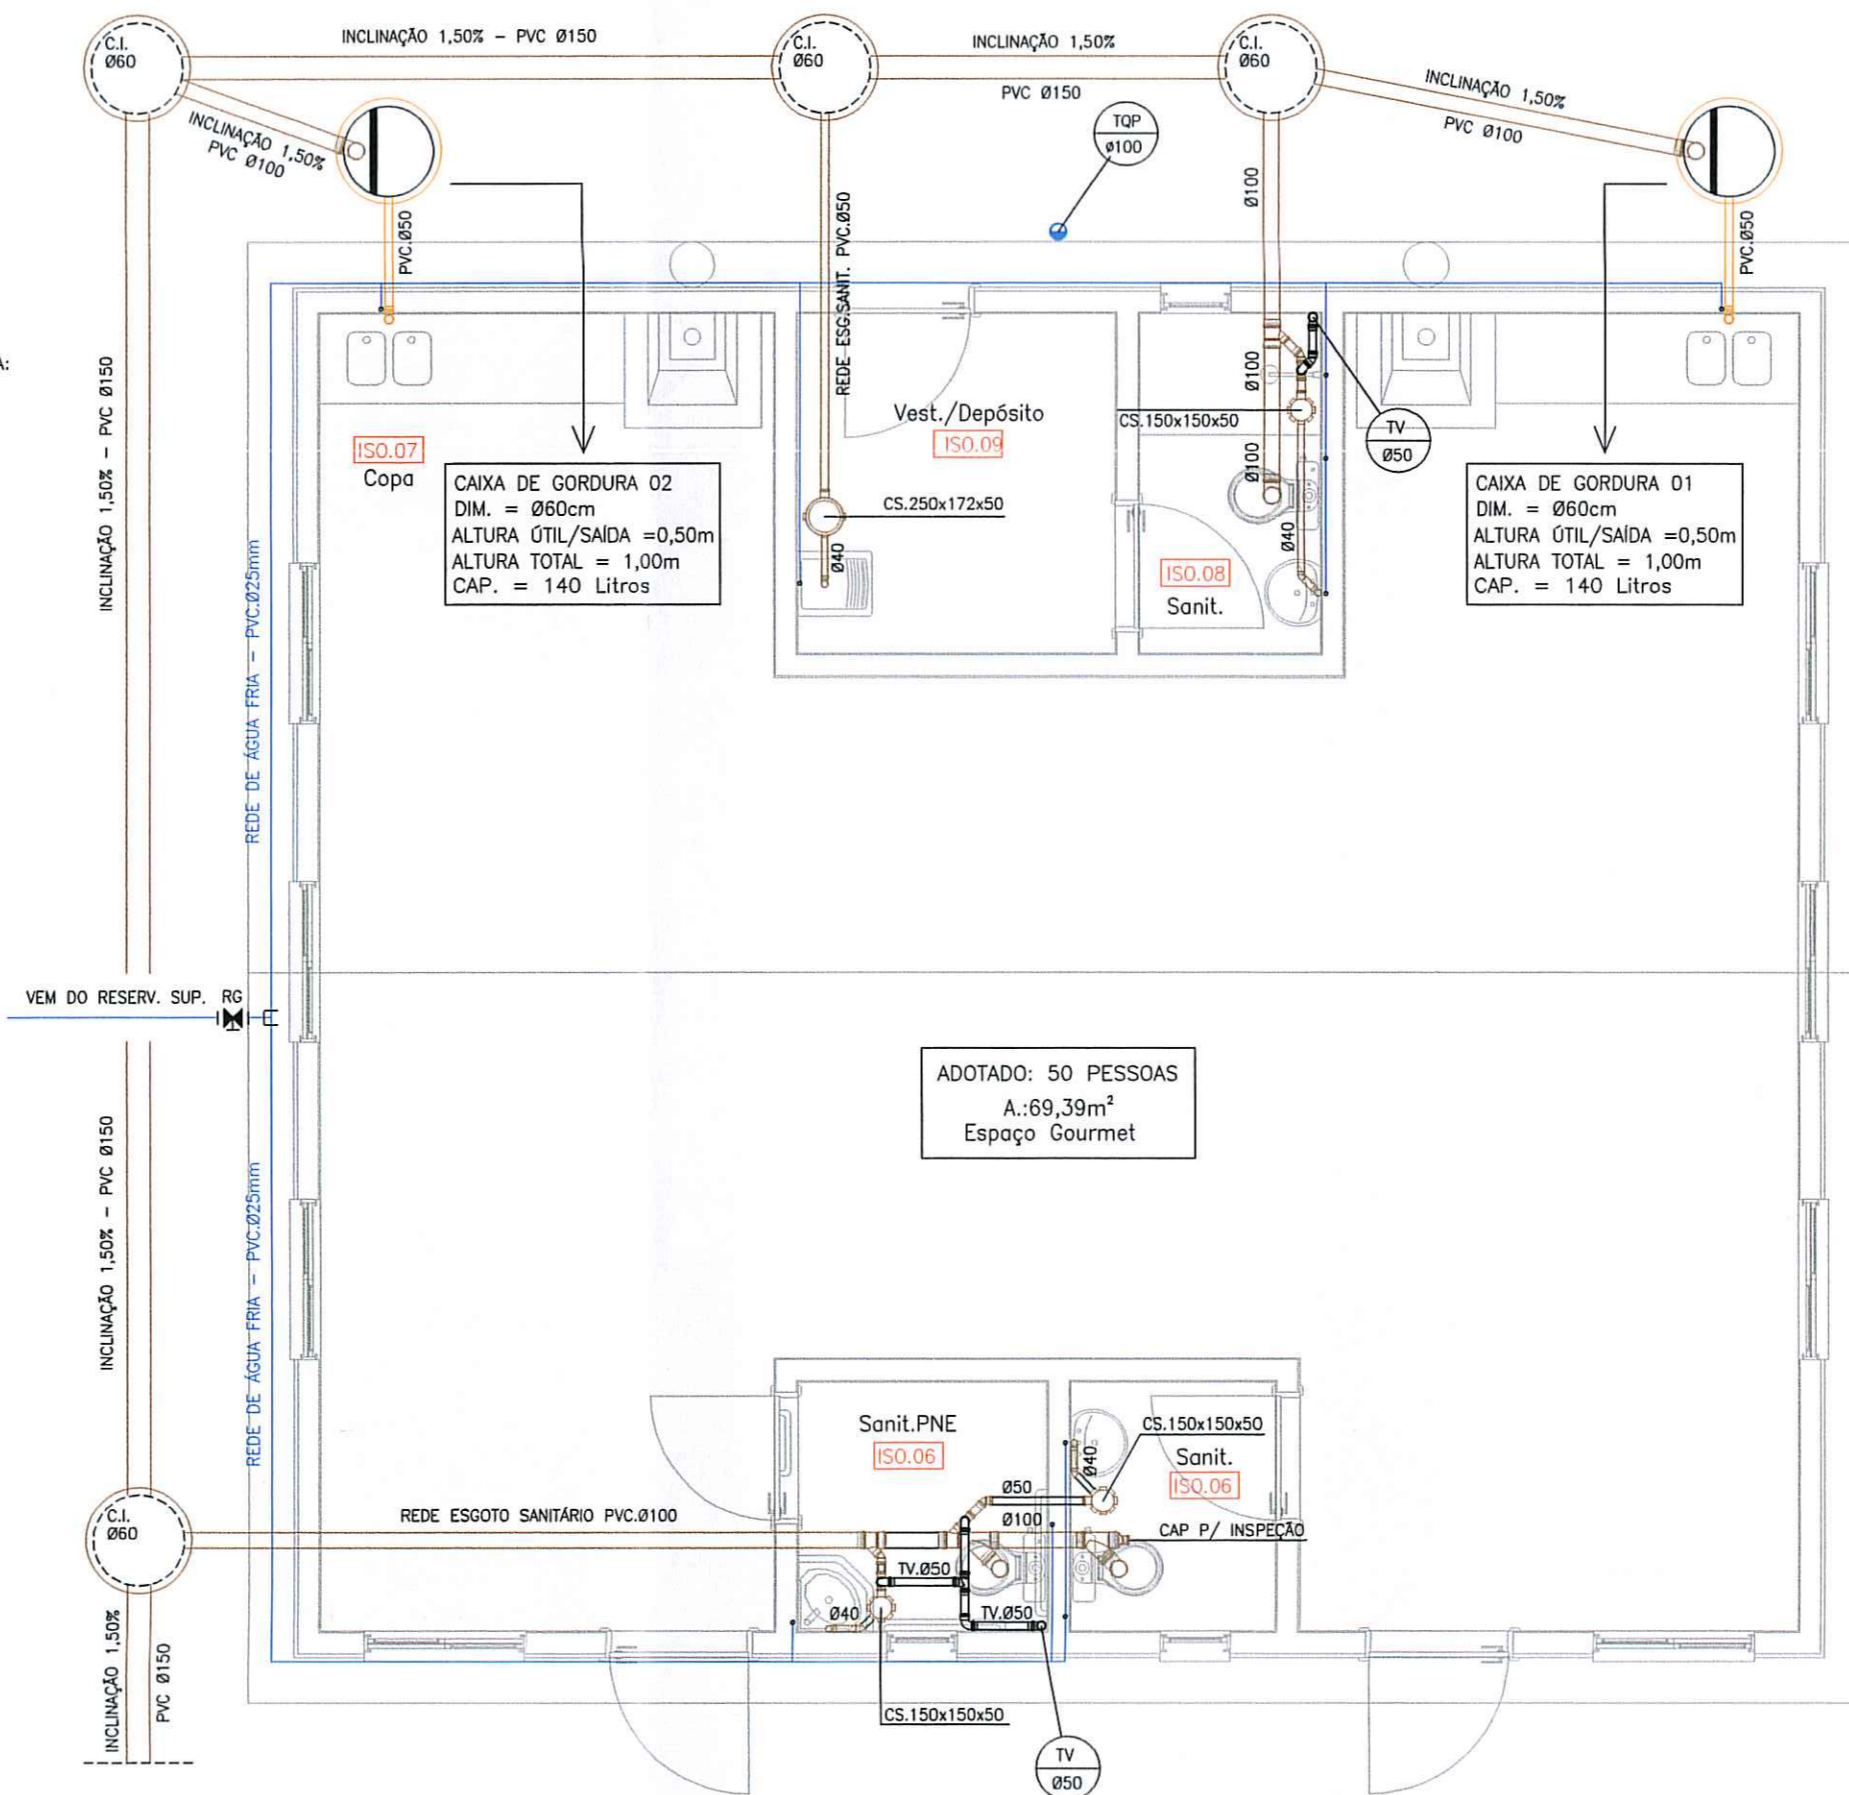 C.I.
Ø60
INCLINAÇÃO 1,50% - PVC Ø150
C.I.
Ø60
INCLINAÇÃO 1,50%
PVC Ø150
C.I.
Ø60
INCLINAÇÃO 1,50%
PVC Ø100
INCLINAÇÃO 1,50%
PVC Ø100
TQP
Ø100
PVC.Ø50
REDE ESG.SANIT. PVC.Ø50
Ø100
PVC.Ø50
A:
INCLINAÇÃO 1,50% - PVC Ø150
Vest./Depósito
ISO.09
Ø100
CS.150x150x50
TV
Ø50
ISO.07
Copa
CAIXA DE GORDURA 02
DIM. = Ø60cm
ALTURA ÚTIL/SAÍDA =0,50m
ALTURA TOTAL = 1,00m
CAP. = 140 Litros
CS.250x172x50
Ø40
Ø100
Ø40
ISO.08
Sanit.
CAIXA DE GORDURA 01
DIM. = Ø60cm
ALTURA ÚTIL/SAÍDA =0,50m
ALTURA TOTAL = 1,00m
CAP. = 140 Litros
REDE DE ÁGUA FRIA - PVC.Ø25mm
VEM DO RESERV. SUP. RG
ADOTADO: 50 PESSOAS
A.:69,39m²
Espaço Gourmet
INCLINAÇÃO 1,50% - PVC Ø150
REDE DE ÁGUA FRIA - PVC.Ø25mm
Sanit.PNE
ISO.06
CS.150x150x50
Sanit.
ISO.06
Ø40
Ø50
C.I.
Ø60
REDE ESGOTO SANITÁRIO PVC.Ø100
Ø100
CAP P/ INSPEÇÃO
TV.Ø50
Ø40
TV.Ø50
INCLINAÇÃO 1,50%
PVC Ø150
CS.150x150x50
TV
Ø50